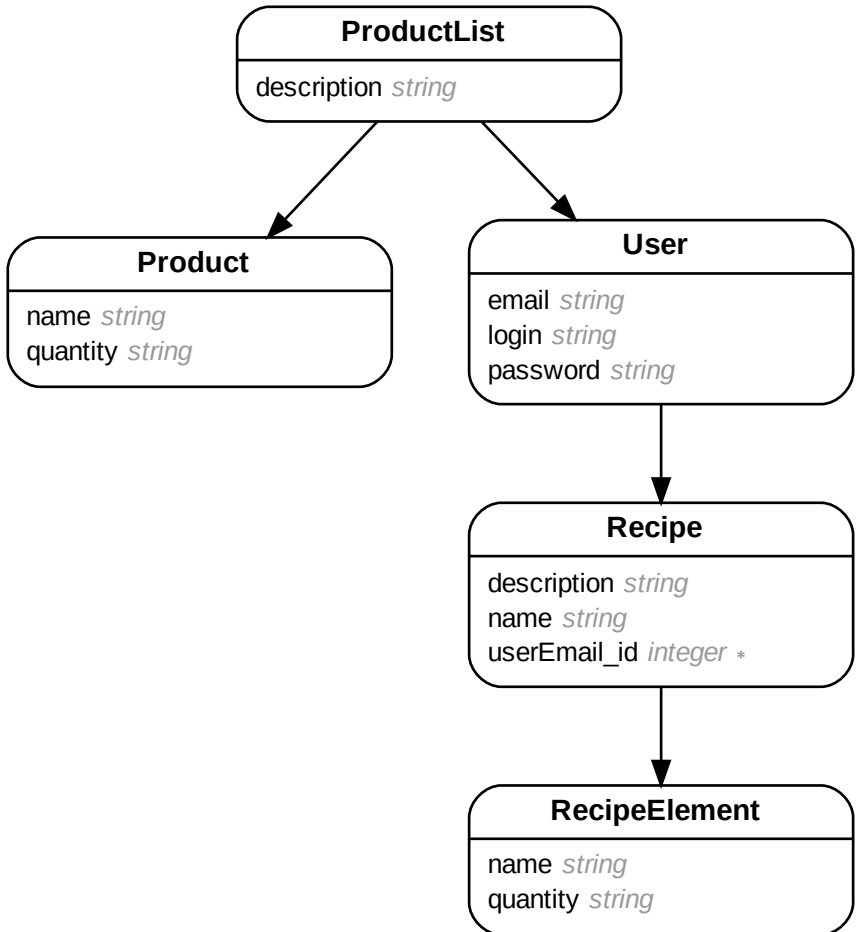 ProductList
description string
Product
name string
quantity string
User
email string
login string
password string
Recipe
description string
name string
userEmail_id integer *
RecipeElement
name string
quantity string